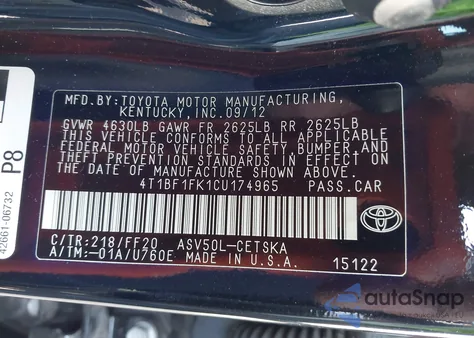 MFD. BY: TOYOTA MOTOR MANUFACTURING,
KENTUCKY, INC. 09/12
GVWR 4630LB GAWR FR 2625LB RR 2625LB
THIS VEHICLE CONFORMS TO ALL APPLICABLE
FEDERAL MOTOR VEHICLE SAFETY, BUMPER, AND
THEFT PREVENTION STANDARDS IN EFFECT ON
THE DATE OF MANUFACTURE SHOWN ABOVE.
4T1BF1FK1CU174965 PASS.CAR
C/TR:218/FF20 ASV50L-CETSKA
A/TM:-01A/U760E MADE IN U.S.A.
15122
42661-06732
P8
autoSnap